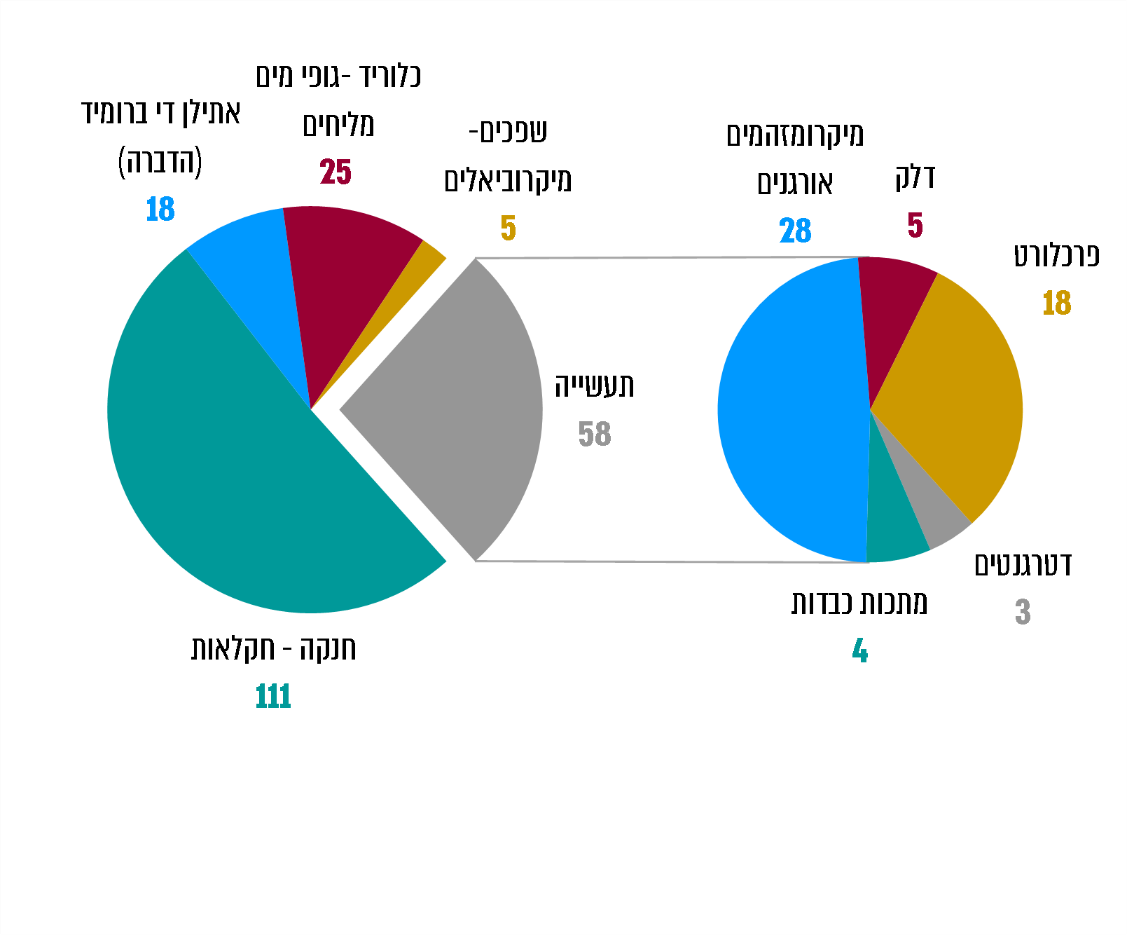 כלוריד -גופי מים
מליחים
25
אתילן די ברומיד
(הדברה)
18
שפכים-
מיקרוביאלים
5
מיקרומזהמים
אורגנים
28
דלק
5
פרכלורט
18
תעשייה
58
דטרגנטים
3
מתכות כבדות
4
חנקה - חקלאות
111